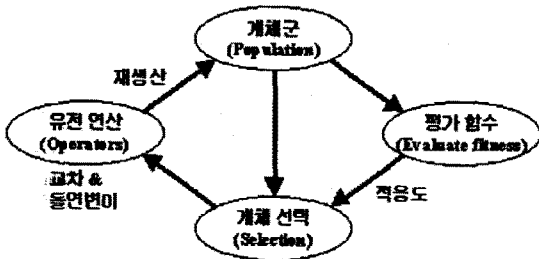 개체군
(Population)
재생산
유전 연산
(Operators)
평가 함수
(Evaluate fitness)
교차 &
돌연변이
적응도
개체 선택
(Selection)